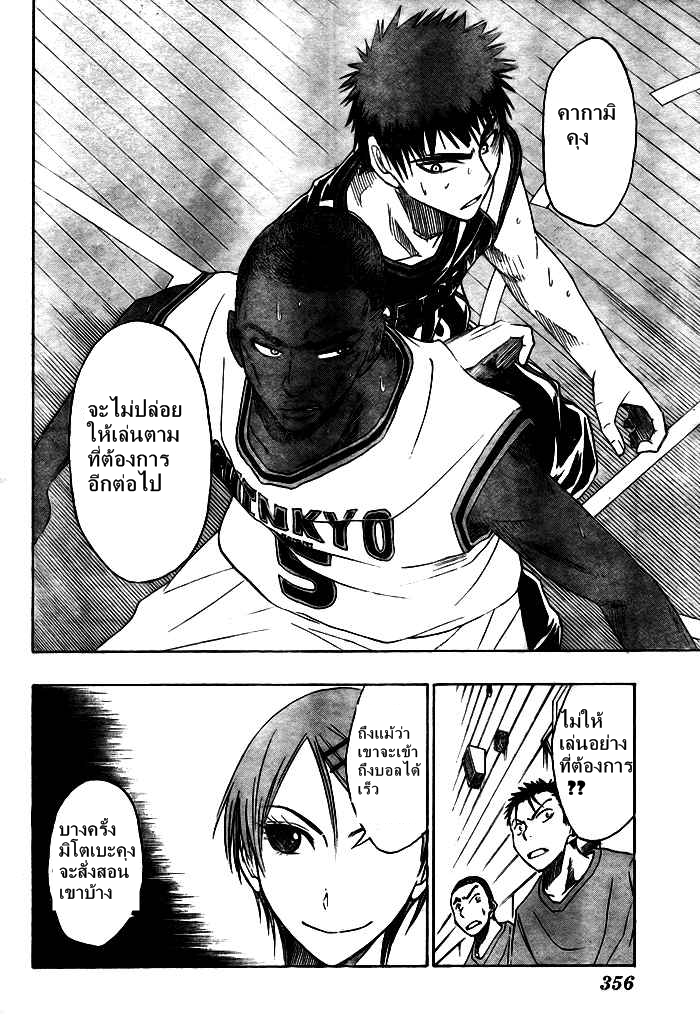 คากามิ
คุง
จะไม่ปล่อย
ให้เล่นตาม
ที่ต้องการ
อีกต่อไป
ENKYO
5
ไม่ให้
เล่นอย่าง
ที่ต้องการ
??
ถึงแม้ว่า
เขาจะเข้า
ถึงบอลได้
เร็ว
บางครั้ง
มิโตเบะคุง
จะสั่งสอน
เขาบ้าง
356